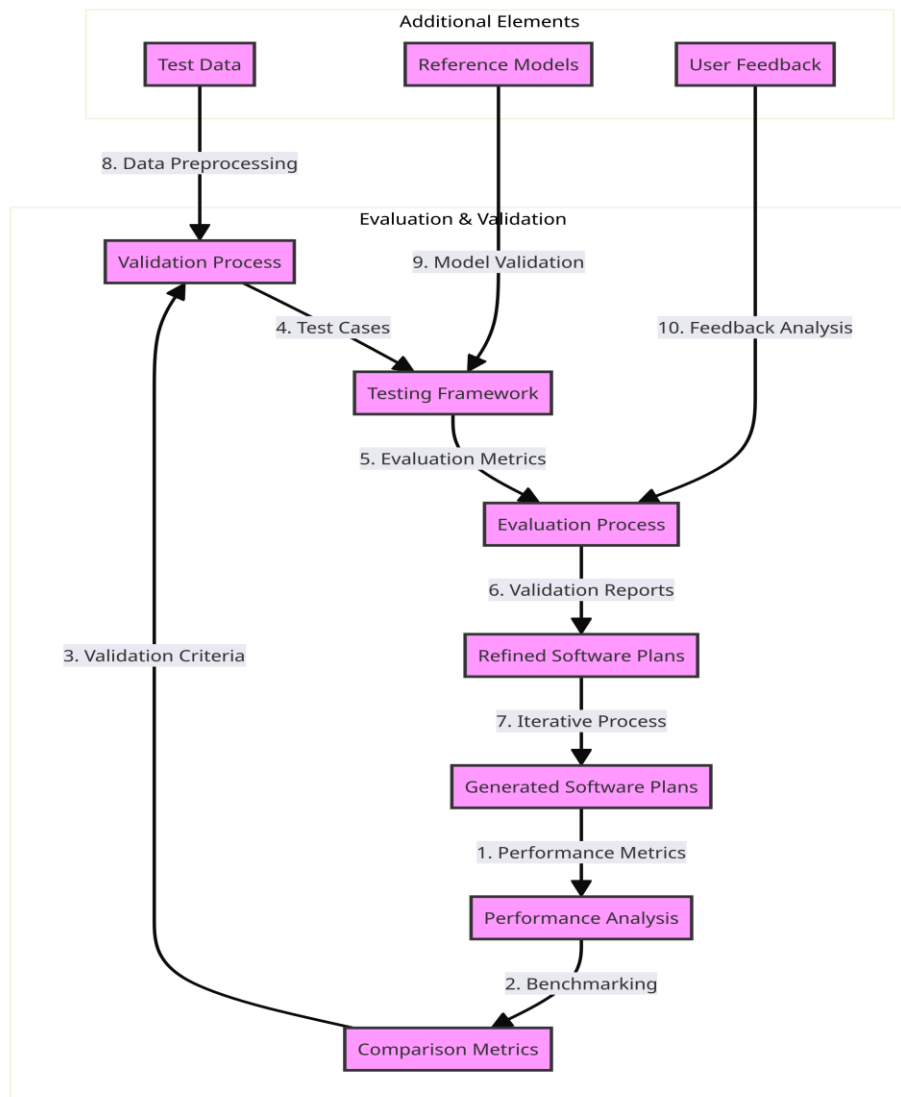 Additional Elements
Test Data
Reference Models
User Feedback
8. Data Preprocessing
Evaluation & Validation
Validation Process
9. Model Validation
4. Test Cases
10. Feedback Analysis
Testing Framework
5. Evaluation Metrics
Evaluation Process
6. Validation Reports
3. Validation Criteria
Refined Software Plans
7. Iterative Process
Generated Software Plans
1. Performance Metrics
Performance Analysis
2. Benchmarking
Comparison Metrics